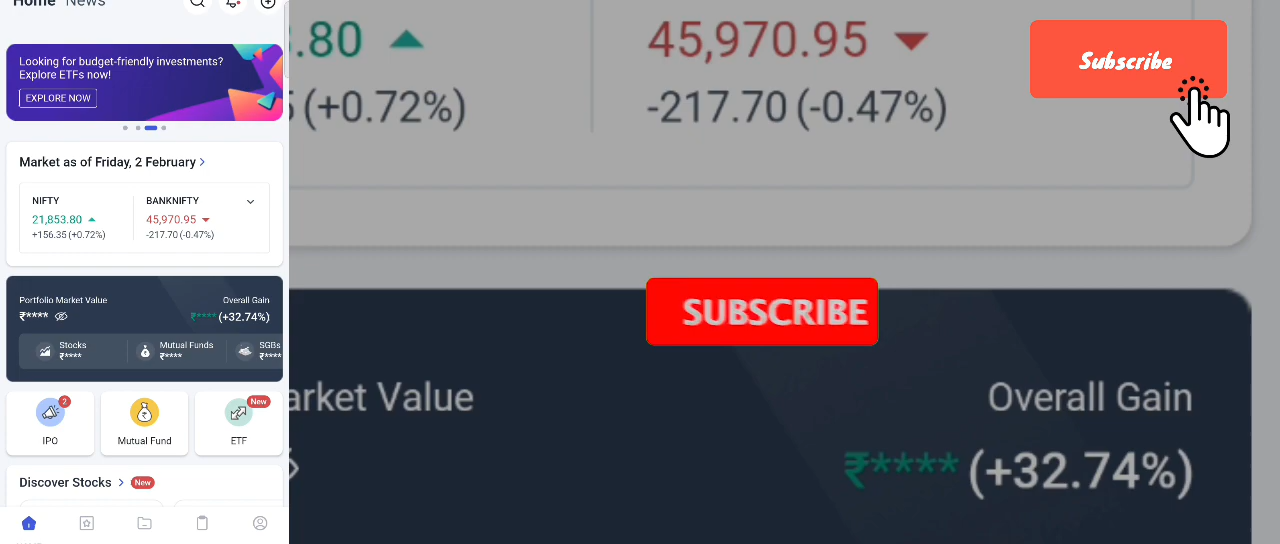 Home News
Looking for budget-friendly investments?
Explore ETFs now!
EXPLORE NOW
Market as of Friday, 2 February >
NIFTY
21,853.80
+156.35 (+0.72%)
BANKNIFTY
45,970.95
-217.70 (-0.47%)
Portfolio Market Value
₹****
Overall Gain
₹**** (+32.74%)
Stocks
₹****
Mutual Funds
₹****
SGBs
₹****
2
IPO
Mutual Fund
New
ETF
Discover Stocks > New
.80
(+0.72%)
45,970.95
-217.70 (-0.47%)
Subscribe
SUBSCRIBE
arket Value
Overall Gain
₹**** (+32.74%)